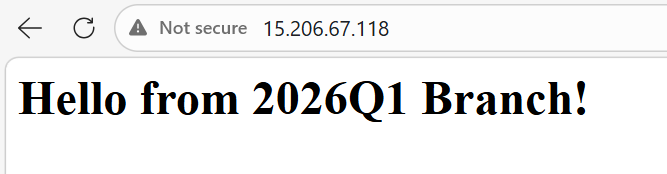 Not secure 15.206.67.118
Hello from 2026Q1 Branch!